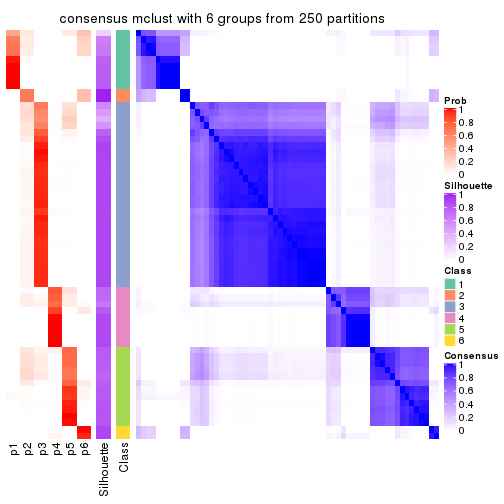 consensus mclust with 6 groups from 250 partitions
Prob
1
0.8
0.6
0.4
0.2
0
Silhouette
1
0.8
0.6
0.4
0.2
0
Class
1
2
3
4
5
6
Consensus
1
0.8
0.6
0.4
0.2
0
p1
p2
p3
p4
p5
p6
Silhouette
Class